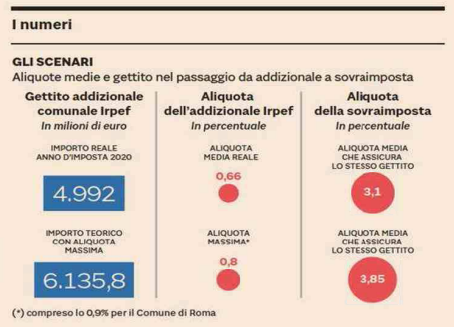 I numeri
GLI SCENARI
Aliquote medie e gettito nel passaggio da addizionale a sovraimposta
Gettito addizionale
comunale Irpef
In milioni di euro
IMPORTO REALE
ANNO D'IMPOSTA 2020
4.992
IMPORTO TEORICO
CON ALIQUOTA
MASSIMA
6.135,8
Aliquota
dell'addizionale Irpef
In percentuale
ALIQUOTA
MEDIA REALE
0,66
ALIQUOTA
MASSIMA*
0,8
Aliquota
della sovraimposta
In percentuale
ALIQUOTA MEDIA
CHE ASSICURA
LO STESSO GETTITO
3,1
ALIQUOTA MEDIA
CHE ASSICURA
LO STESSO GETTITO
3,85
(*) compreso lo 0,9% per il Comune di Roma